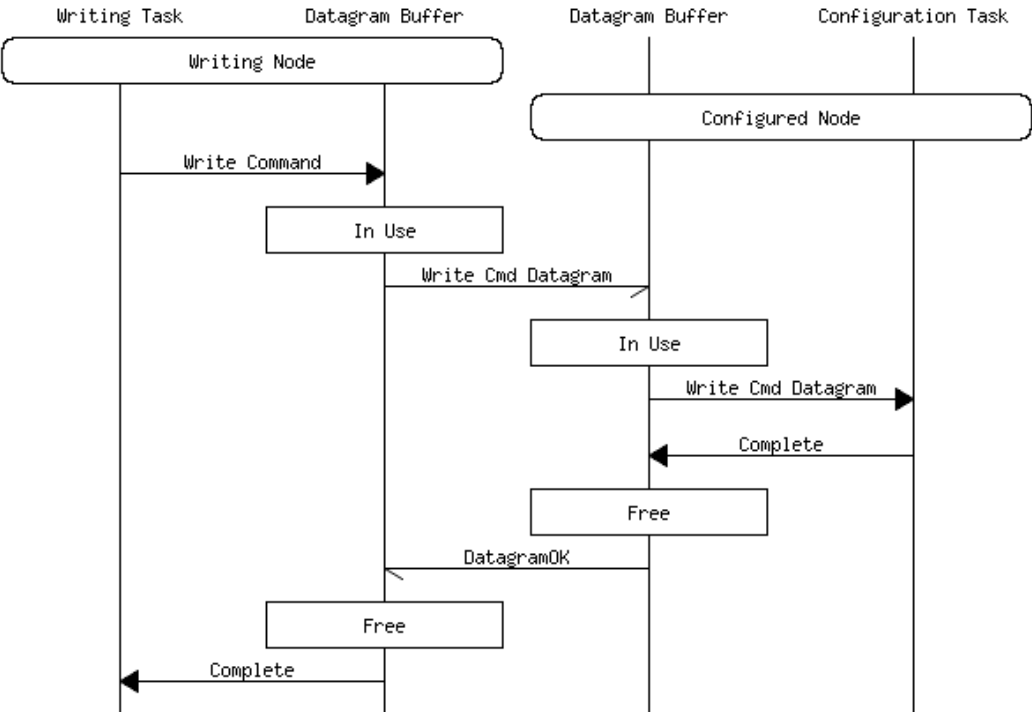 Writing Task
Datagram Buffer
Datagram Buffer
Configuration Task
Writing Node
Configured Node
Write Command
In Use
Write Cmd Datagram
In Use
Write Cmd Datagram
Complete
Free
DatagramOK
Free
Complete